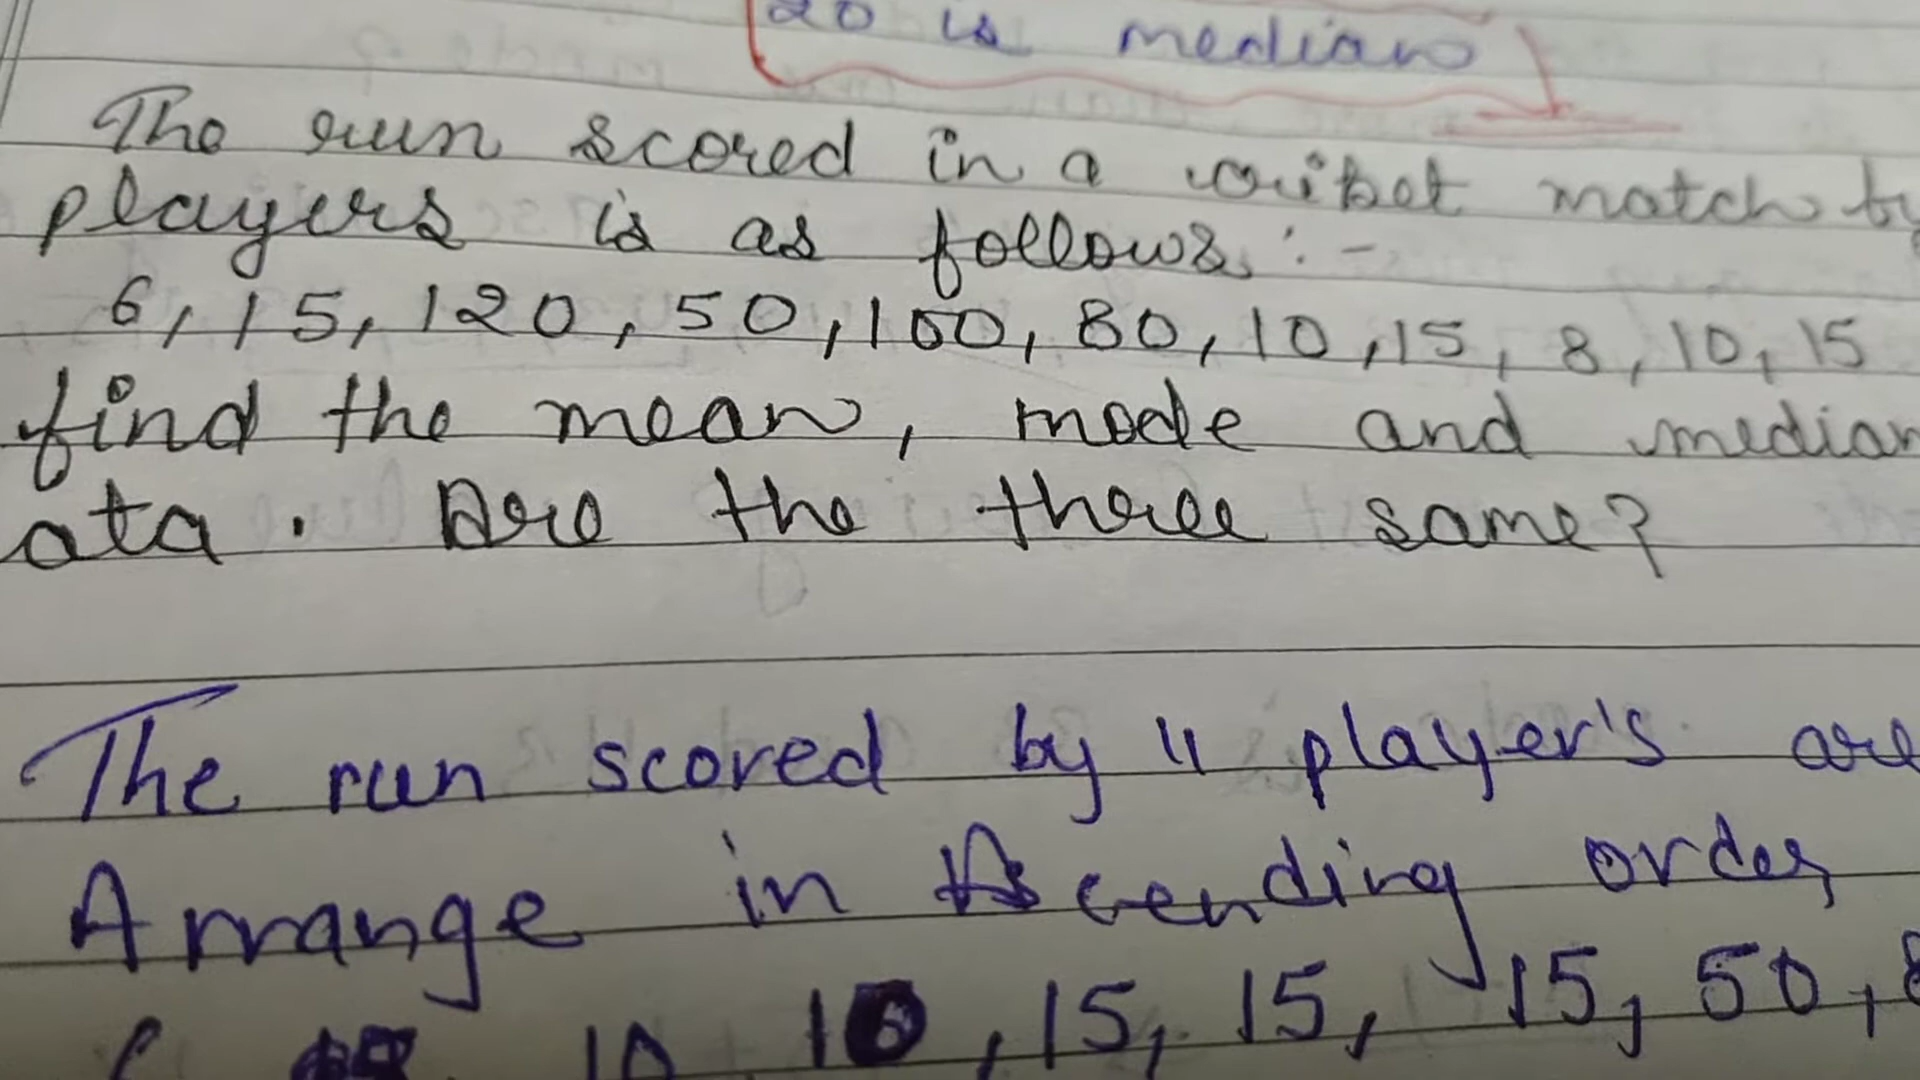 20 is median
The run scored in a cricket match by
players is as follows :-
6, 15, 120, 50, 100, 80, 10, 15, 8, 10, 15
find the mean, mode and median
ata. Are the three same?
The run scored by 11 player's are
Arrange in Ascending order
10, 10, 15, 15, 15, 50, 8